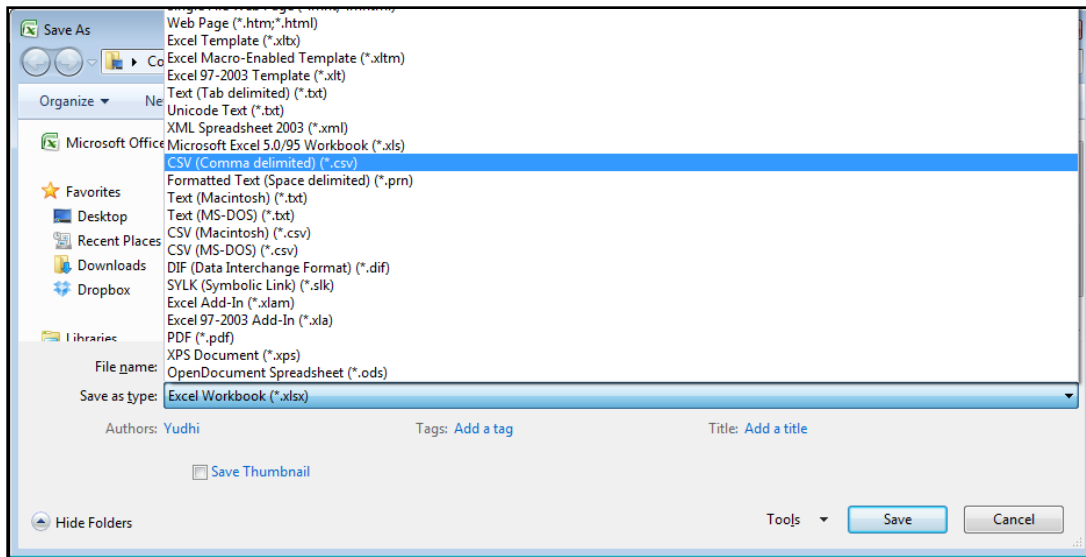 Save As
Web Page (*.htm;*.html)
Excel Template (*.xltx)
Co
Excel Macro-Enabled Template (*.xltm)
Excel 97-2003 Template (*.xlt)
Organize
Text (Tab delimited) (*.txt)
Unicode Text (*.txt)
XML Spreadsheet 2003 (*.xml)
Microsoft Office
Microsoft Excel 5.0/95 Workbook (*.xls)
CSV (Comma delimited) (*.csv)
Formatted Text (Space delimited) (*.prn)
Favorites
Text (Macintosh) (*.txt)
Desktop
Text (MS-DOS) (*.txt)
Recent Places
CSV (Macintosh) (*.csv)
CSV (MS-DOS) (*.csv)
Downloads
DIF (Data Interchange Format) (*.dif)
Dropbox
SYLK (Symbolic Link) (*.slk)
Excel Add-In (*.xlam)
Excel 97-2003 Add-In (*.xla)
Libraries
PDF (*.pdf)
XPS Document (*.xps)
File name:
OpenDocument Spreadsheet (*.ods)
Save as type: Excel Workbook (*.xlsx)
Authors: Yudhi Tags: Add a tag Title: Add a title
Save Thumbnail
Hide Folders Tools Save Cancel